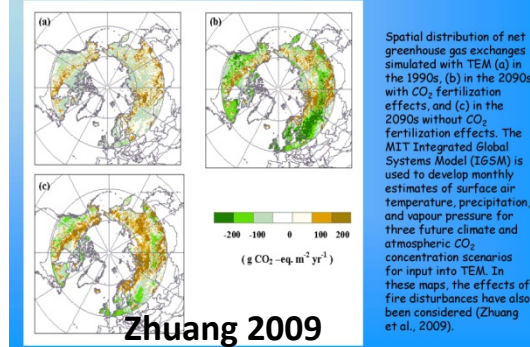 (a)
(b)
(c)
-200 -100 0 100 200
( g CO₂ –eq. m⁻² yr⁻¹ )
Zhuang 2009
Spatial distribution of net
greenhouse gas exchanges
simulated with TEM (a) in
the 1990s, (b) in the 2090s
with CO₂ fertilization
effects, and (c) in the
2090s without CO₂
fertilization effects. The
MIT Integrated Global
Systems Model (IGSM) is
used to develop monthly
estimates of surface air
temperature, precipitation,
and vapour pressure for
three future climate and
atmospheric CO₂
concentration scenarios
for input into TEM. In
these maps, the effects of
fire disturbances have also
been considered (Zhuang
et al., 2009).